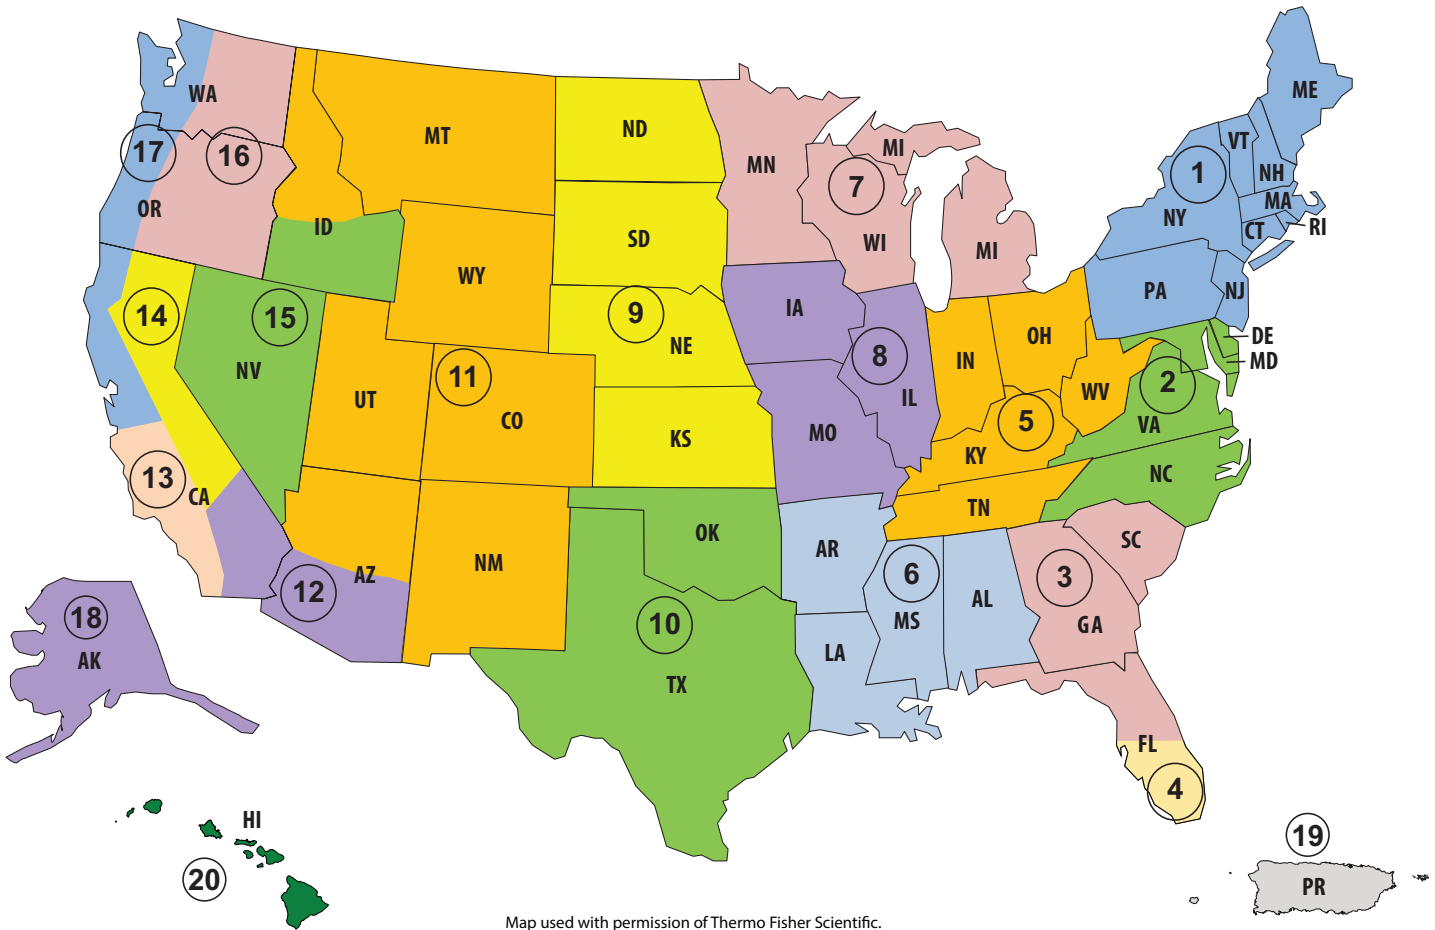 ME
WA
MT
ND
MN
MI
VT
NH
1
17
16
7
MA
OR
ID
SD
WI
MI
NY
CT
RI
WY
PA
NJ
14
15
9
IA
NE
8
OH
DE
MD
NV
11
UT
CO
IL
IN
WV
2
5
VA
KS
MO
KY
13
CA
NC
TN
OK
AR
SC
NM
AZ
12
6
3
AL
MS
GA
18
AK
10
TX
LA
FL
4
HI
20
19
PR
Map used with permission of Thermo Fisher Scientific.